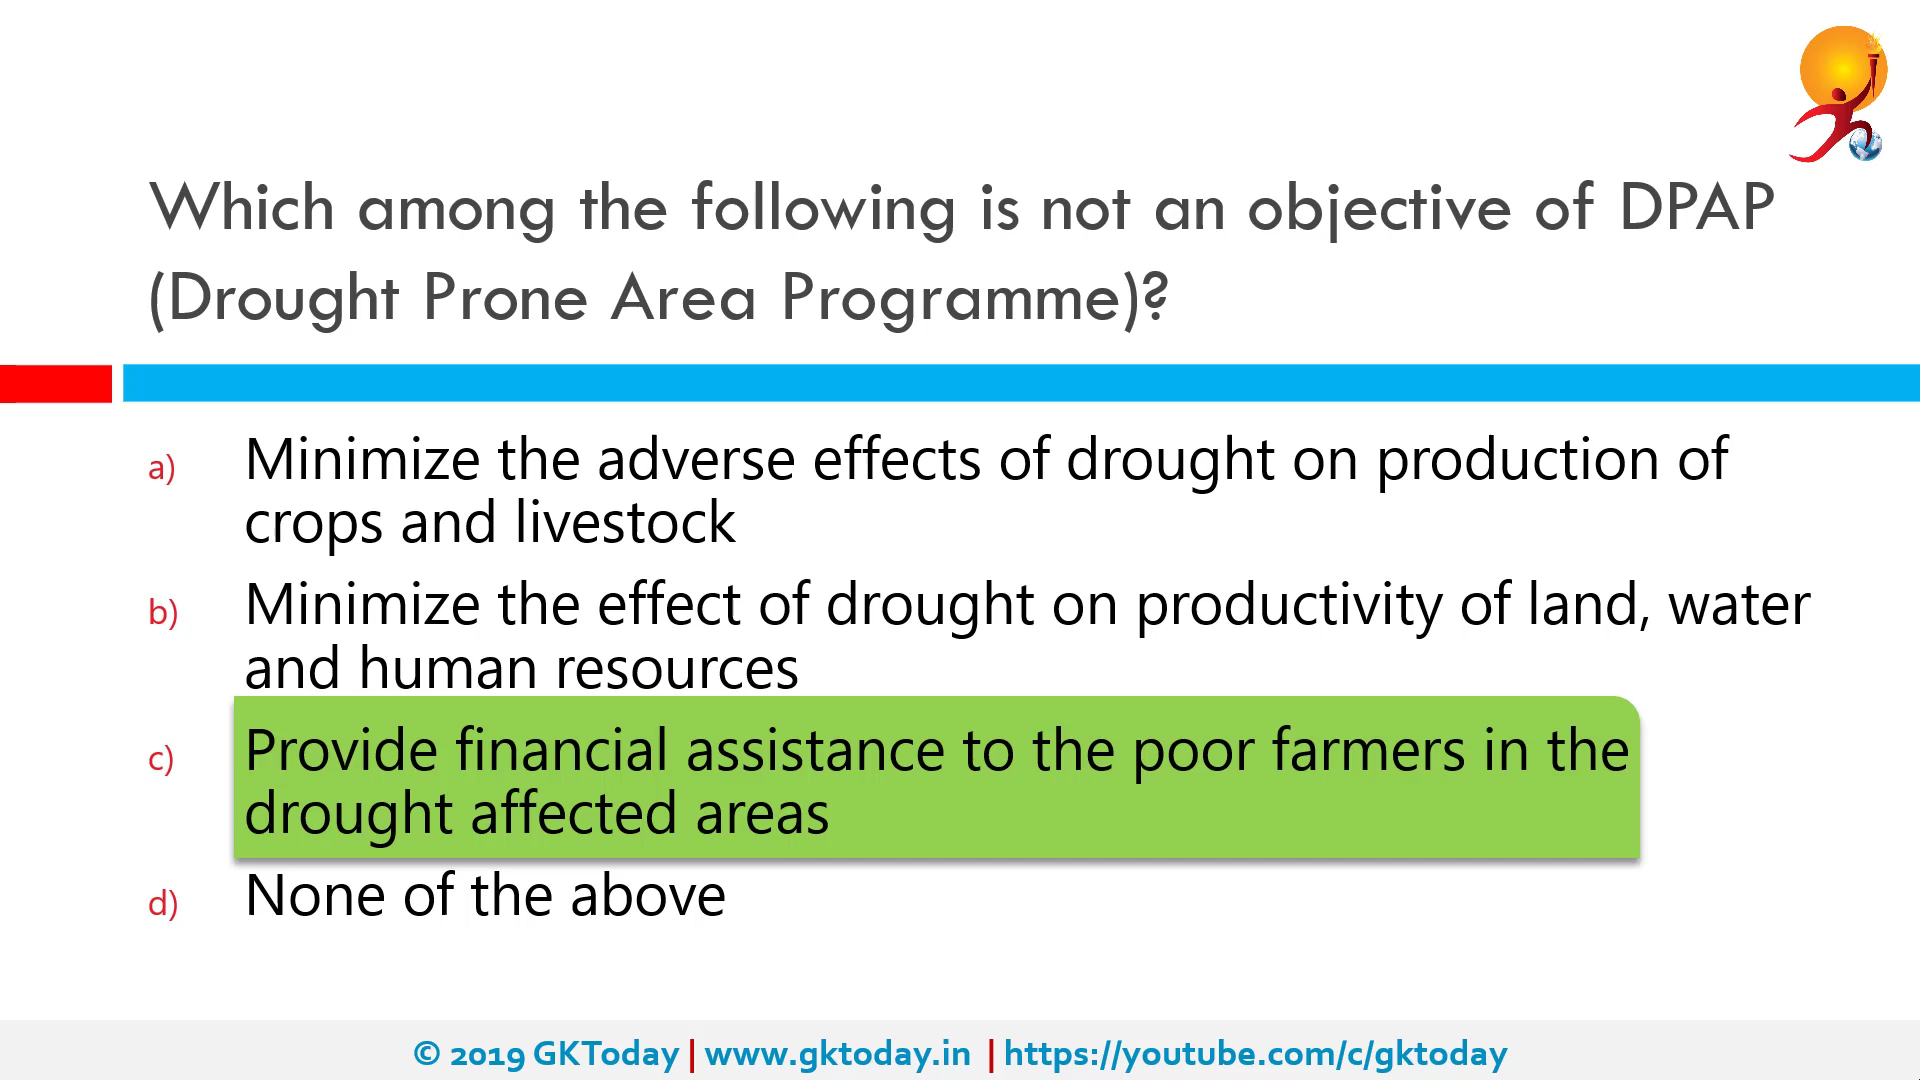 Which among the following is not an objective of DPAP
(Drought Prone Area Programme)?
a) Minimize the adverse effects of drought on production of
crops and livestock
b) Minimize the effect of drought on productivity of land, water
and human resources
c) Provide financial assistance to the poor farmers in the
drought affected areas
d) None of the above
© 2019 GKToday | www.gktoday.in | https://youtube.com/c/gktoday